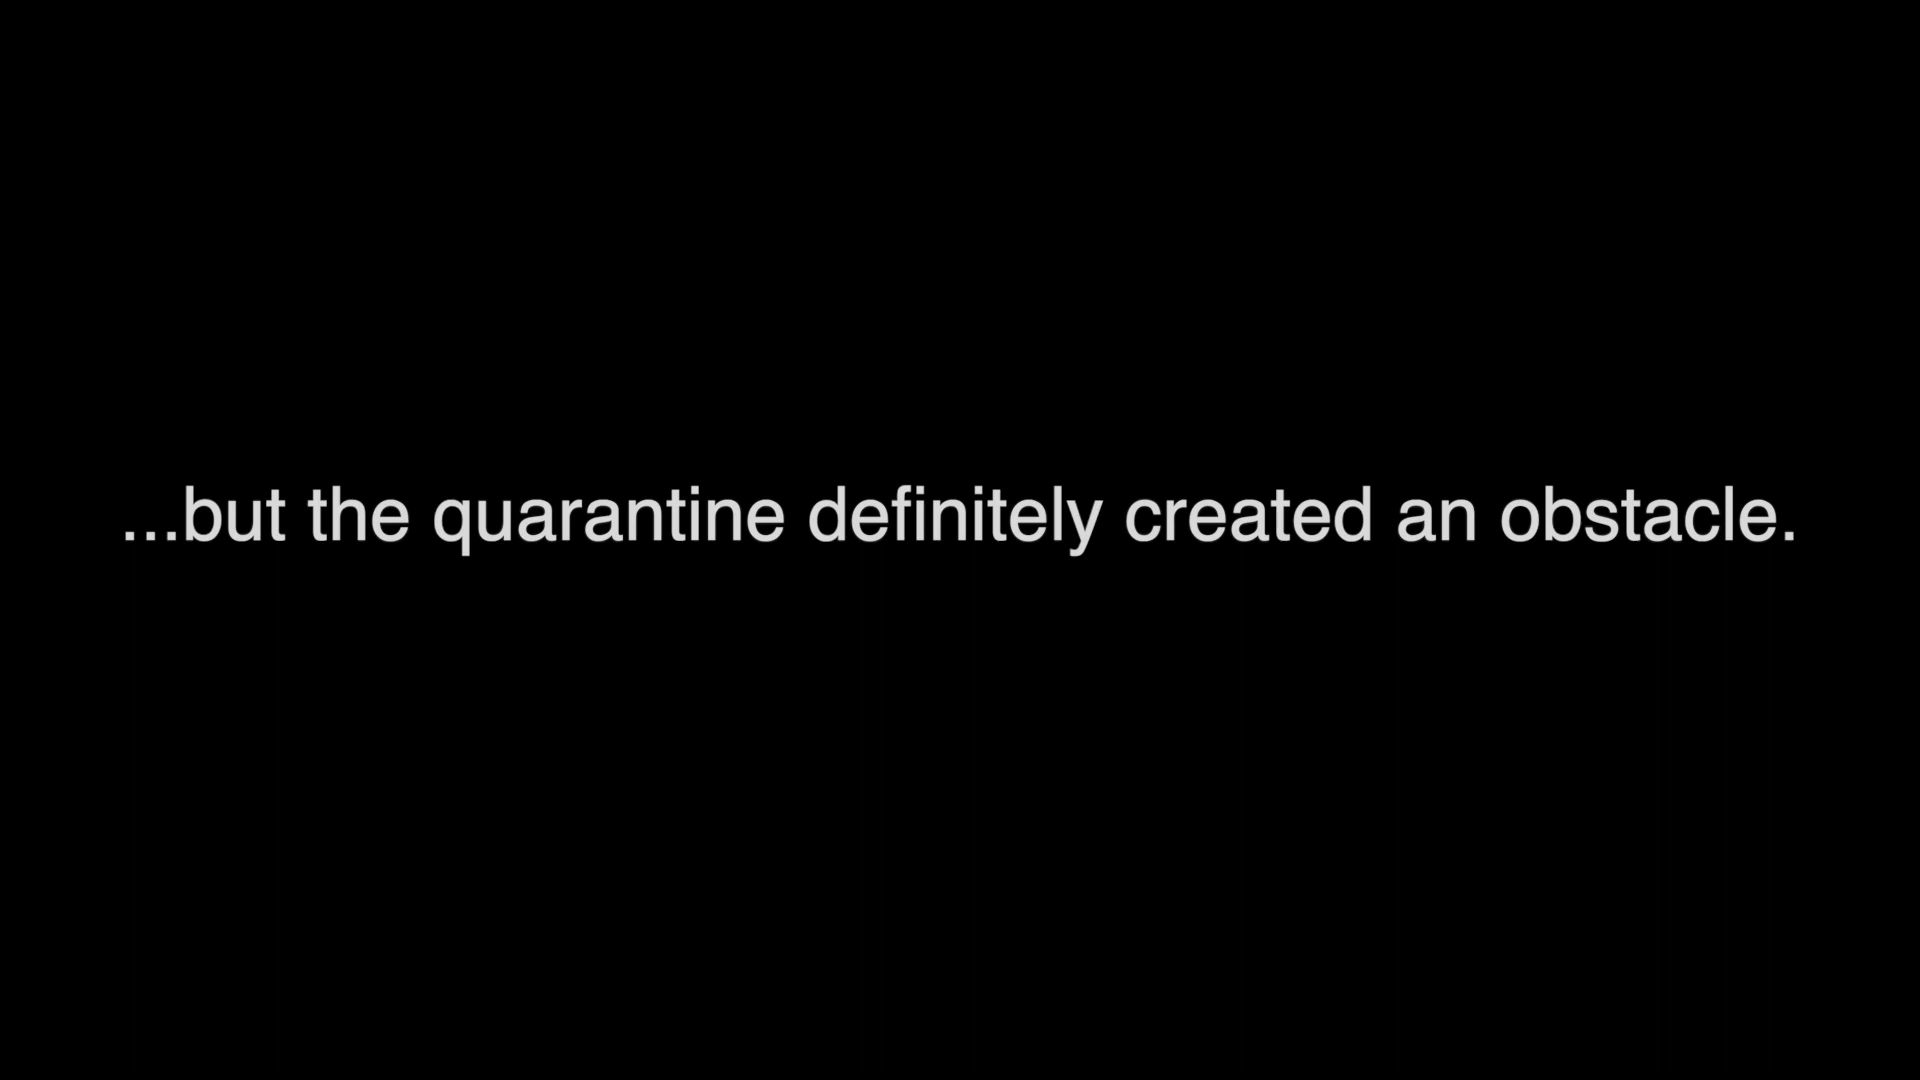 ...but the quarantine definitely created an obstacle.